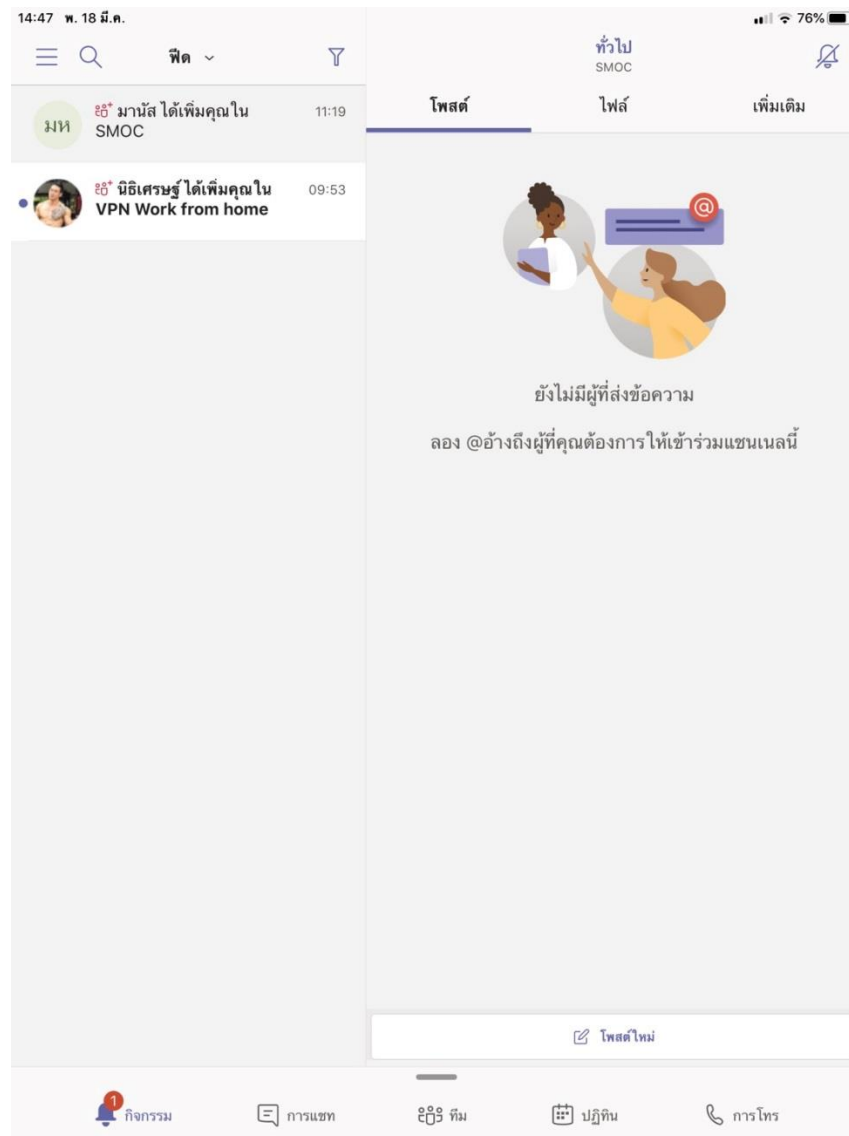 14:47 พ. 18 มี.ค.
76%
ฟีด
ทั่วไป
SMOC
โพสต์ ไฟล์ เพิ่มเติม
มห
มานัส ได้เพิ่มคุณใน 11:19
SMOC
นิธิเศรษฐ์ ได้เพิ่มคุณใน 09:53
VPN Work from home
@
ยังไม่มีผู้ที่ส่งข้อความ
ลอง @อ้างถึงผู้ที่คุณต้องการให้เข้าร่วมแชนเนลนี้
โพสต์ใหม่
1
กิจกรรม การแชท ทีม ปฏิทิน การโทร